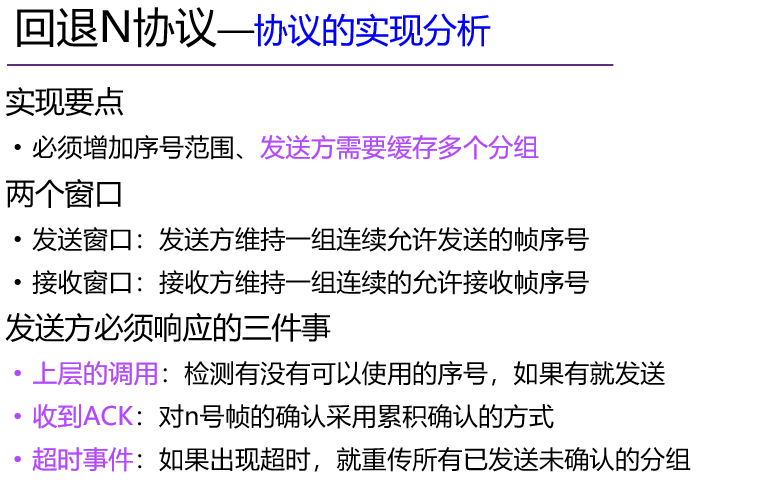 回退N协议—协议的实现分析
实现要点
• 必须增加序号范围、发送方需要缓存多个分组
两个窗口
• 发送窗口：发送方维持一组连续允许发送的帧序号
• 接收窗口：接收方维持一组连续的允许接收帧序号
发送方必须响应的三件事
• 上层的调用：检测有没有可以使用的序号，如果有就发送
• 收到ACK：对n号帧的确认采用累积确认的方式
• 超时事件：如果出现超时，就重传所有已发送未确认的分组